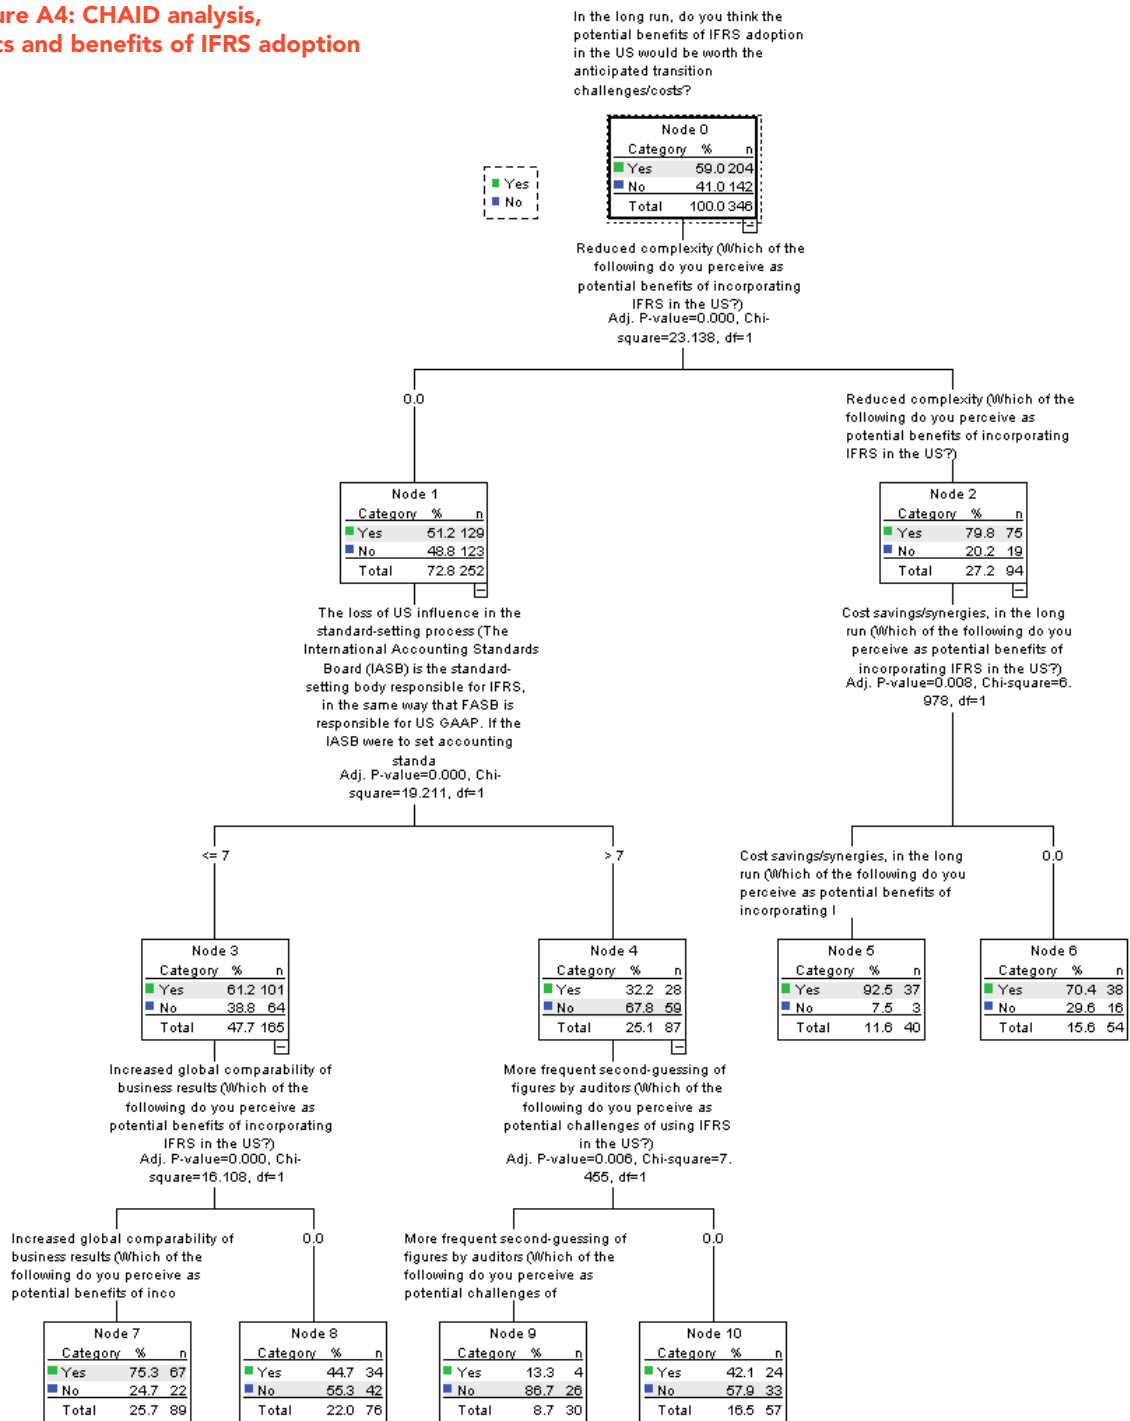 ure A4: CHAID analysis,
ts and benefits of IFRS adoption
In the long run, do you think the
potential benefits of IFRS adoption
in the US would be worth the
anticipated transition
challenges/costs?
Yes
No
Node 0
Category % n
Yes 59.0 204
No 41.0 142
Total 100.0 346
Reduced complexity (Which of the
following do you perceive as
potential benefits of incorporating
IFRS in the US?)
Adj. P-value=0.000, Chi-
square=23.138, df=1
0.0
Reduced complexity (Which of the
following do you perceive as
potential benefits of incorporating
IFRS in the US?)
Node 1
Category % n
Yes 51.2 129
No 48.8 123
Total 72.8 252
Node 2
Category % n
Yes 79.8 75
No 20.2 19
Total 27.2 94
The loss of US influence in the
standard-setting process (The
International Accounting Standards
Board (IASB) is the standard-
setting body responsible for IFRS,
in the same way that FASB is
responsible for US GAAP. If the
IASB were to set accounting
standa
Adj. P-value=0.000, Chi-
square=19.211, df=1
Cost savings/synergies, in the long
run (Which of the following do you
perceive as potential benefits of
incorporating IFRS in the US?)
Adj. P-value=0.008, Chi-square=6.
978, df=1
<= 7
> 7
Cost savings/synergies, in the long
run (Which of the following do you
perceive as potential benefits of
incorporating I
0.0
Node 3
Category % n
Yes 61.2 101
No 38.8 64
Total 47.7 165
Node 4
Category % n
Yes 32.2 28
No 67.8 59
Total 25.1 87
Node 5
Category % n
Yes 92.5 37
No 7.5 3
Total 11.6 40
Node 6
Category % n
Yes 70.4 38
No 29.6 16
Total 15.6 54
Increased global comparability of
business results (Which of the
following do you perceive as
potential benefits of incorporating
IFRS in the US?)
Adj. P-value=0.000, Chi-
square=16.108, df=1
More frequent second-guessing of
figures by auditors (Which of the
following do you perceive as
potential challenges of using IFRS
in the US?)
Adj. P-value=0.006, Chi-square=7.
455, df=1
Increased global comparability of
business results (Which of the
following do you perceive as
potential benefits of inco
0.0
More frequent second-guessing of
figures by auditors (Which of the
following do you perceive as
potential challenges of
0.0
Node 7
Category % n
Yes 75.3 67
No 24.7 22
Total 25.7 89
Node 8
Category % n
Yes 44.7 34
No 55.3 42
Total 22.0 76
Node 9
Category % n
Yes 13.3 4
No 86.7 26
Total 8.7 30
Node 10
Category % n
Yes 42.1 24
No 57.9 33
Total 16.5 57